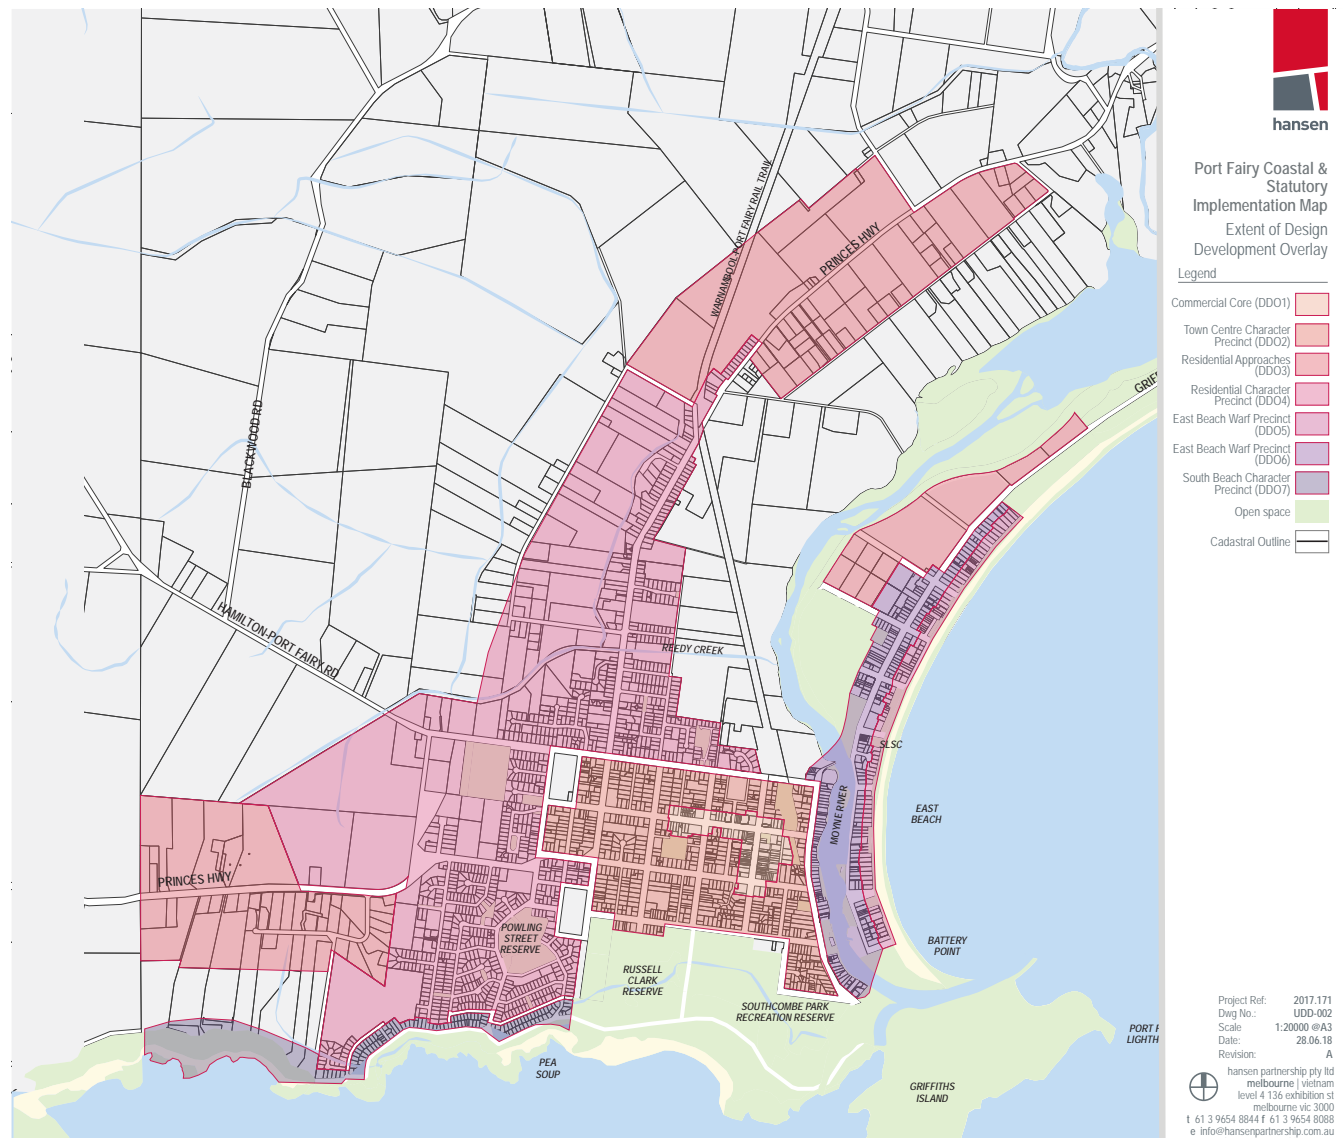 hansen
Port Fairy Coastal &
Statutory
Implementation Map
Extent of Design
Development Overlay
Legend
Commercial Core (DDO1)
Town Centre Character
Precinct (DDO2)
Residential Approaches
(DDO3)
Residential Character
Precinct (DDO4)
East Beach Warf Precinct
(DDO5)
East Beach Warf Precinct
(DDO6)
South Beach Character
Precinct (DDO7)
Open space
Cadastral Outline
WARNAMBOOL-PORT FAIRY RAIL TRAIL
PRINCES HWY
BLACKWOOD RD
HAMILTON-PORT FAIRY RD
REEDY CREEK
SLSC
MOYNE RIVER
EAST
BEACH
PRINCES HWY
POWLING
STREET
RESERVE
RUSSELL
CLARK
RESERVE
SOUTHCOMBE PARK
RECREATION RESERVE
BATTERY
POINT
PEA
SOUP
GRIFFITHS
ISLAND
PORT
LIGHTH
Project Ref: 2017.171
Dwg No.: UDD-002
Scale 1:20000 @A3
Date: 28.06.18
Revision: A
hansen partnership pty ltd
melbourne | vietnam
level 4 136 exhibition st
melbourne vic 3000
t 61 3 9654 8844 f 61 3 9654 8088
e info@hansenpartnership.com.au